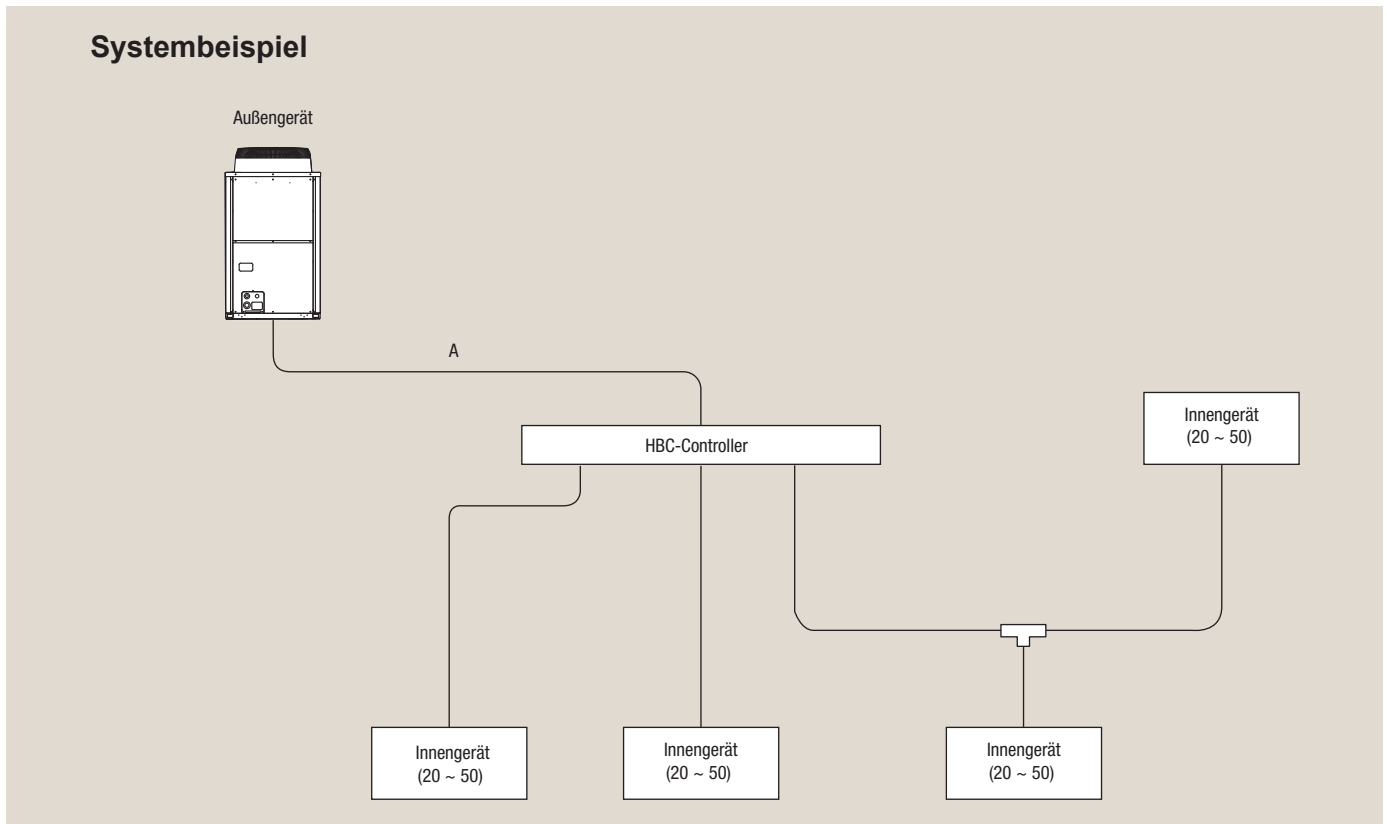 Systembeispiel
Außengerät
A
HBC-Controller
Innengerät
(20 ~ 50)
Innengerät
(20 ~ 50)
Innengerät
(20 ~ 50)
Innengerät
(20 ~ 50)